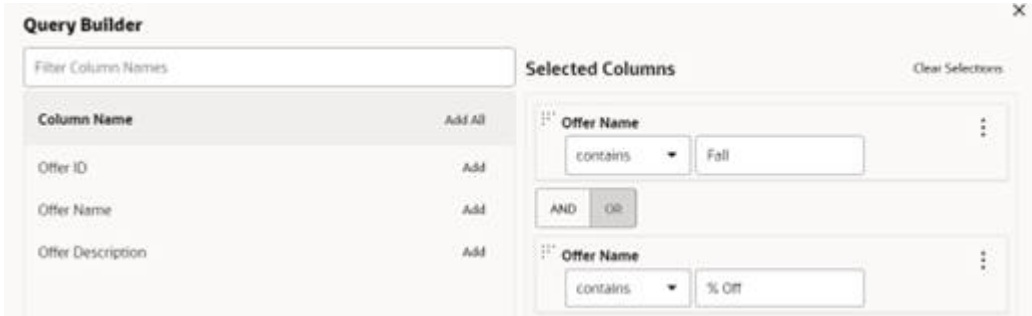 Query Builder
Filter Column Names
Column Name Add All
Offer ID Add
Offer Name Add
Offer Description Add
Selected Columns Clear Selections
Offer Name
contains Fall
AND OR
Offer Name
contains % Off